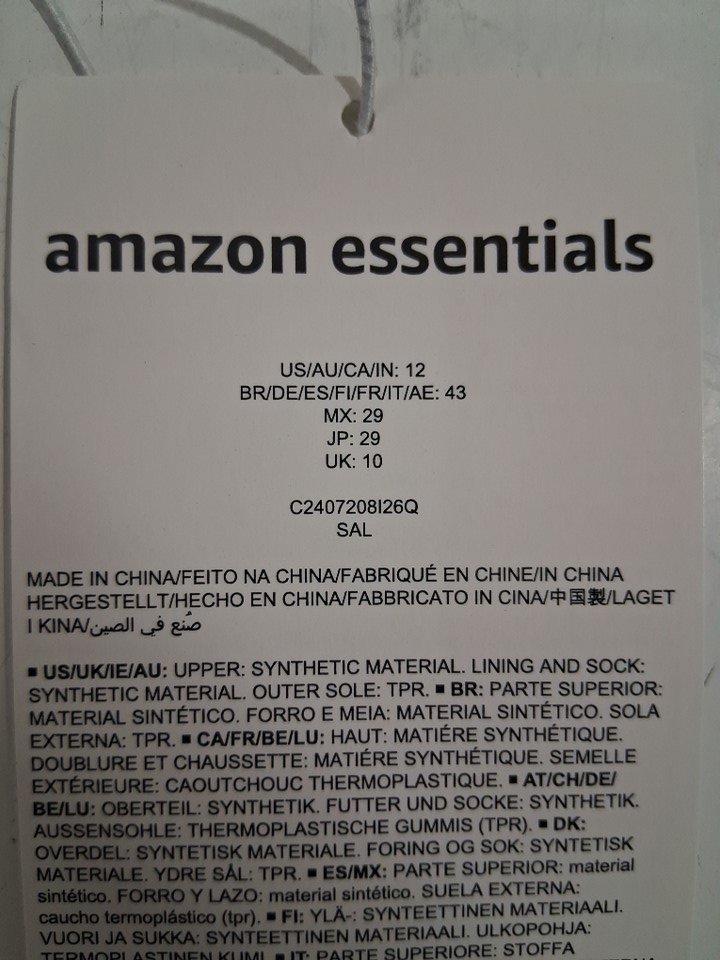 amazon essentials
US/AU/CA/IN: 12
BR/DE/ES/FI/FR/IT/AE: 43
MX: 29
JP: 29
UK: 10
C2407208I26Q
SAL
MADE IN CHINA/FEITO NA CHINA/FABRIQUÉ EN CHINE/IN CHINA
HERGESTELLT/HECHO EN CHINA/FABBRICATO IN CINA/中国製/LAGET
I KINA/صُنع في الصين
▪ US/UK/IE/AU: UPPER: SYNTHETIC MATERIAL. LINING AND SOCK:
SYNTHETIC MATERIAL. OUTER SOLE: TPR. ▪ BR: PARTE SUPERIOR:
MATERIAL SINTÉTICO. FORRO E MEIA: MATERIAL SINTÉTICO. SOLA
EXTERNA: TPR. ▪ CA/FR/BE/LU: HAUT: MATIÉRE SYNTHÉTIQUE.
DOUBLURE ET CHAUSSETTE: MATIÉRE SYNTHÉTIQUE. SEMELLE
EXTÉRIEURE: CAOUTCHOUC THERMOPLASTIQUE. ▪ AT/CH/DE/
BE/LU: OBERTEIL: SYNTHETIK. FUTTER UND SOCKE: SYNTHETIK.
AUSSENSOHLE: THERMOPLASTISCHE GUMMIS (TPR). ▪ DK:
OVERDEL: SYNTETISK MATERIALE. FORING OG SOK: SYNTETISK
MATERIALE. YDRE SÅL: TPR. ▪ ES/MX: PARTE SUPERIOR: material
sintético. FORRO Y LAZO: material sintético. SUELA EXTERNA:
caucho termoplástico (tpr). ▪ FI: YLÄ-: SYNTEETTINEN MATERIAALI.
VUORI JA SUKKA: SYNTEETTINEN MATERIAALI. ULKOPOHJA:
TERMOPLASTINEN KUMI. ▪ IT: PARTE SUPERIORE: STOFFA